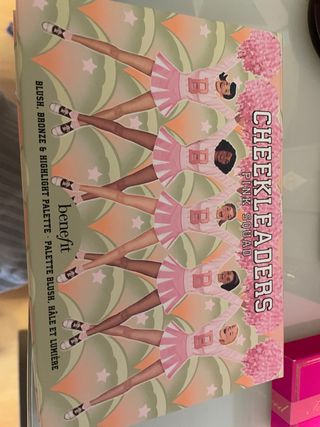 CHEEKLEADERS
PINK SQUAD
B
B
B
B
B
benefit
BLUSH, BRONZE & HIGHLIGHT PALETTE · PALETTE BLUSH, HÂLE ET LUMIÈRE